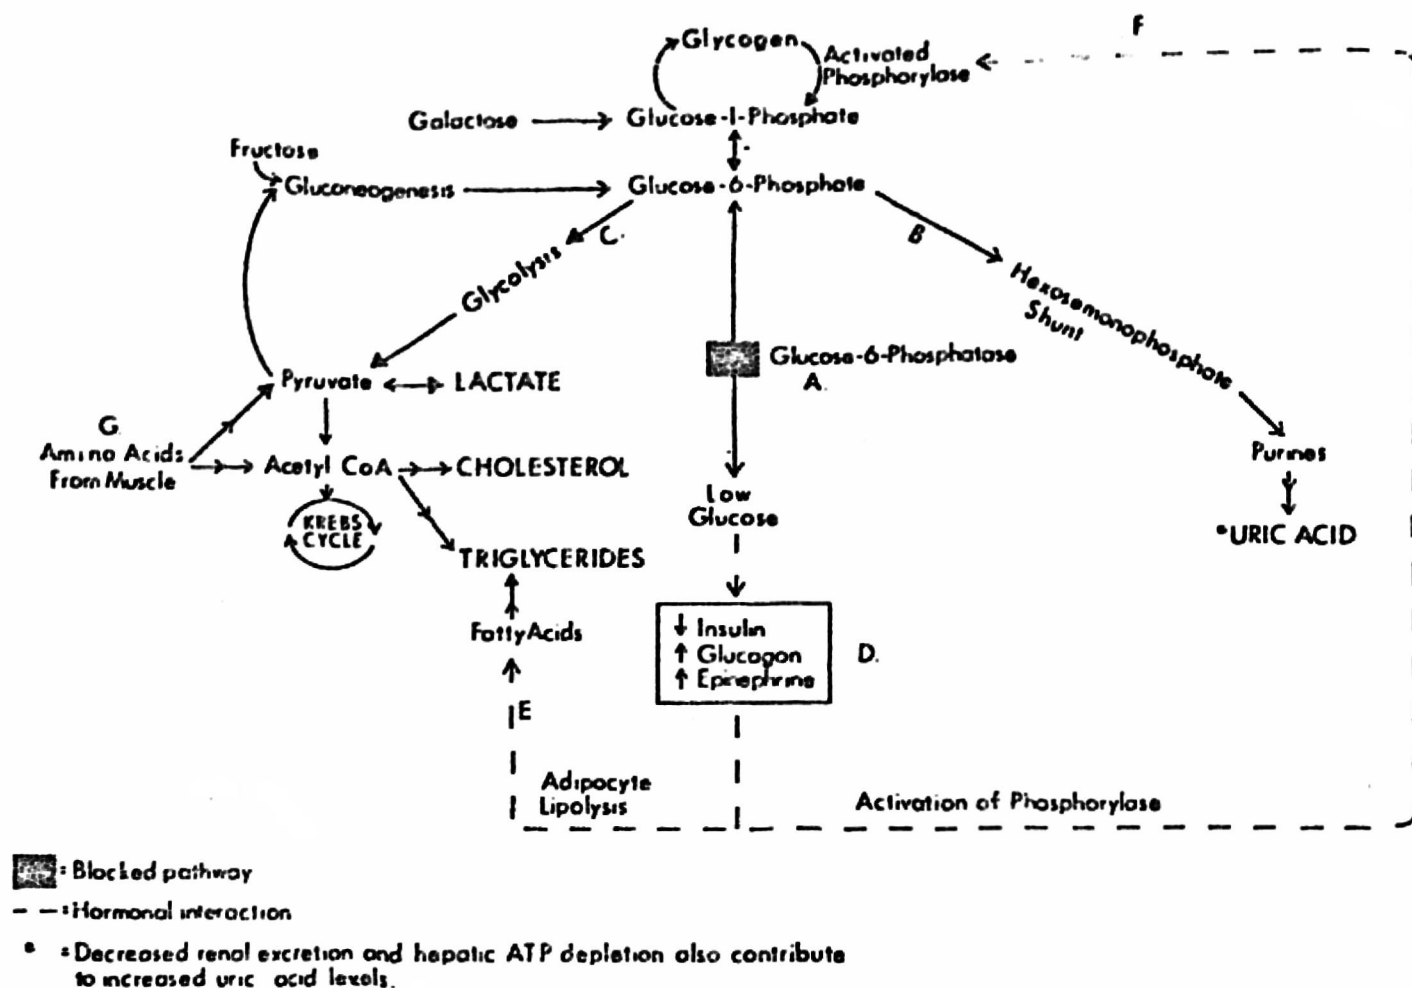 F
Glycogen
Activated
Phosphorylase
Galactose
Glucose-1-Phosphate
Fructose
Gluconeogenesis
Glucose-6-Phosphate
C.
B
Glycolysis
Hexosemonophosphate
Shunt
Glucose-6-Phosphatase
A.
Pyruvate
LACTATE
G.
Amino Acids
From Muscle
Acetyl CoA
CHOLESTEROL
Purines
Low
Glucose
KREBS
CYCLE
*URIC ACID
TRIGLYCERIDES
Fatty Acids
↓ Insulin
↑ Glucagon
↑ Epinephrine
D.
E
Adipocyte
Lipolysis
Activation of Phosphorylase
= Blocked pathway
– – = Hormonal interaction
* = Decreased renal excretion and hepatic ATP depletion also contribute
to increased uric acid levels.